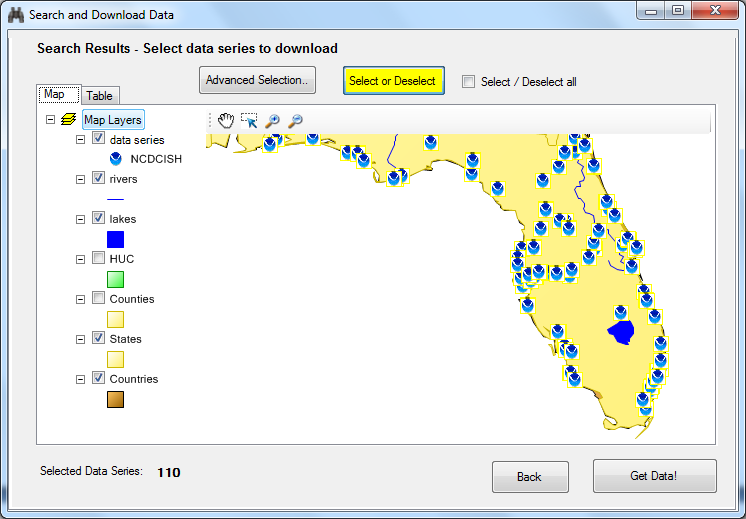 Search and Download Data
Search Results - Select data series to download
Advanced Selection..
Select or Deselect
Select / Deselect all
Map
Table
Map Layers
data series
NCDCISH
rivers
lakes
HUC
Counties
States
Countries
Selected Data Series: 110
Back
Get Data!